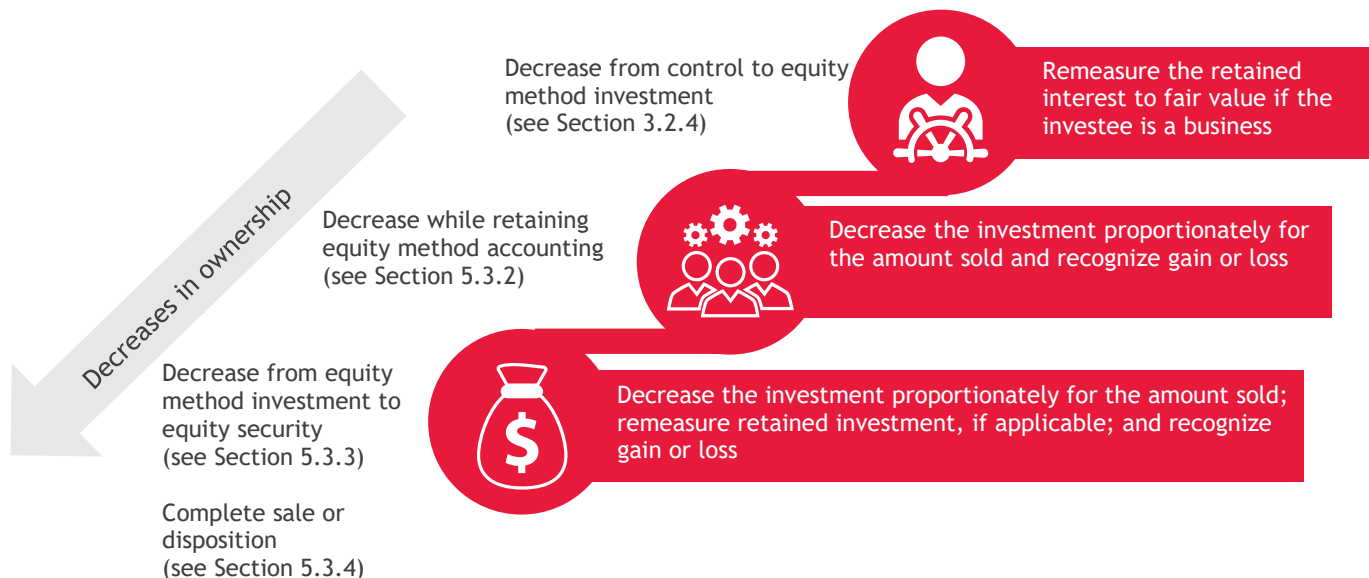 Decreases in ownership
Decrease from control to equity
method investment
(see Section 3.2.4)
Remeasure the retained
interest to fair value if the
investee is a business
Decrease while retaining
equity method accounting
(see Section 5.3.2)
Decrease the investment proportionately for
the amount sold and recognize gain or loss
Decrease from equity
method investment to
equity security
(see Section 5.3.3)
$
Decrease the investment proportionately for the amount sold;
remeasure retained investment, if applicable; and recognize
gain or loss
Complete sale or
disposition
(see Section 5.3.4)